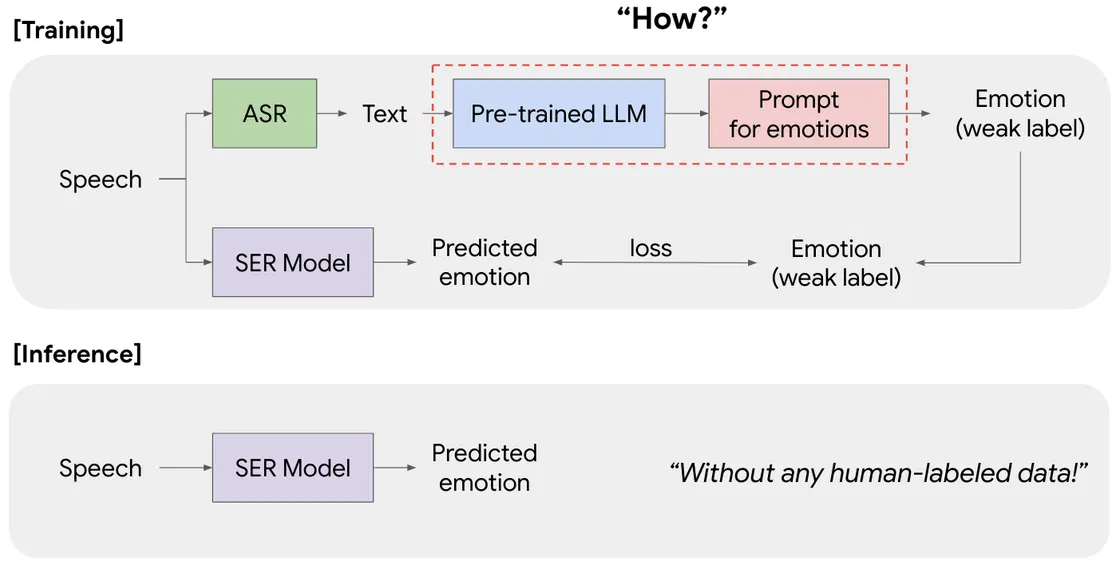 “How?”
[Training]
ASR
Text
Pre-trained LLM
Prompt
for emotions
Emotion
(weak label)
Speech
SER Model
Predicted
emotion
loss
Emotion
(weak label)
[Inference]
Speech
SER Model
Predicted
emotion
“Without any human-labeled data!”